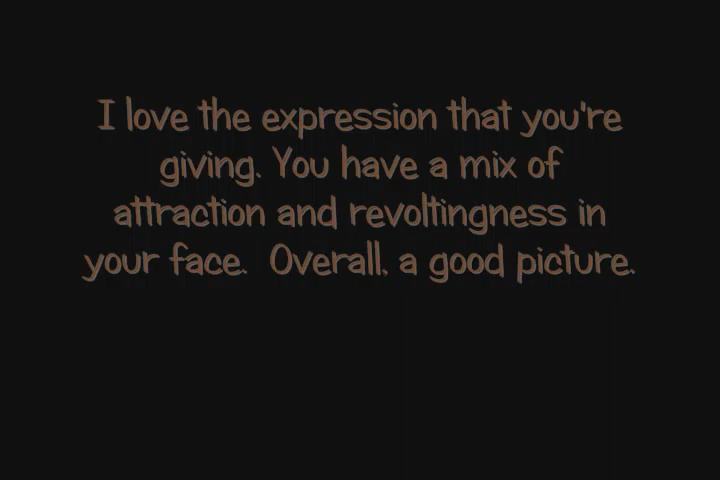 I love the expression that you're
giving. You have a mix of
attraction and revoltingness in
your face. Overall, a good picture.